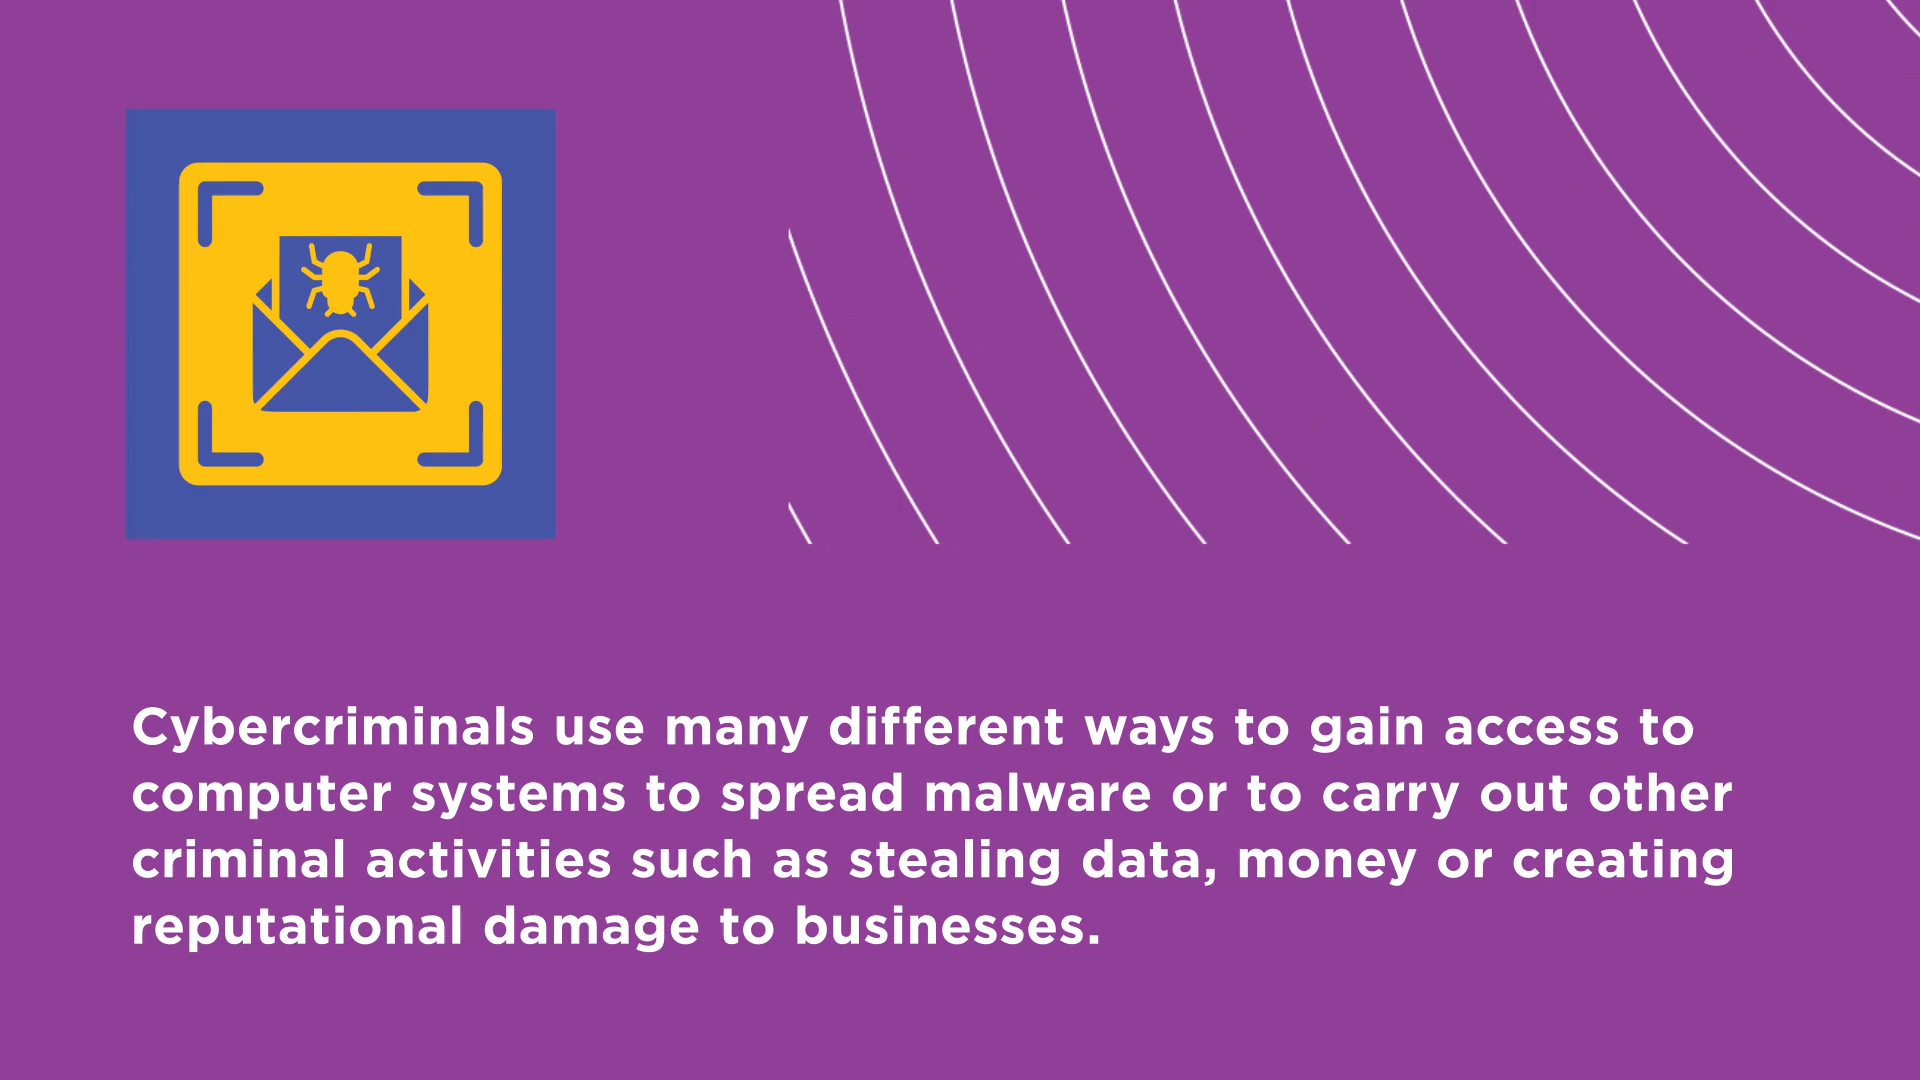 Cybercriminals use many different ways to gain access to
computer systems to spread malware or to carry out other
criminal activities such as stealing data, money or creating
reputational damage to businesses.